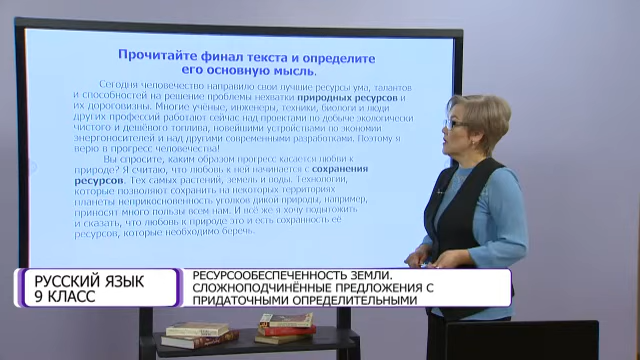 Прочитайте финал текста и определите
его основную мысль.
Сегодня человечество направило свои лучшие ресурсы ума, талантов
и способностей на решение проблемы нехватки природных ресурсов и
их дороговизны. Многие учёные, инженеры, техники, биологи и люди
других профессий работают сейчас над проектами по добыче экологически
чистого и дешёвого топлива, новейшими устройствами по экономии
энергоносителей и над другими современными разработками. Поэтому я
верю в прогресс человечества!
Вы спросите, каким образом прогресс касается любви к
природе? Я считаю, что любовь к ней начинается с сохранения
ресурсов. Тех самых растений, земель и воды. Технологии,
которые позволяют сохранить на некоторых территориях
планеты неприкосновенность уголков дикой природы, например,
приносят много пользы всем нам. И всё же я хочу подытожить
и сказать, что любовь к природе это и есть сохранность её
ресурсов, которые необходимо беречь.
РУССКИЙ ЯЗЫК
9 КЛАСС
РЕСУРСООБЕСПЕЧЕННОСТЬ ЗЕМЛИ.
СЛОЖНОПОДЧИНЁННЫЕ ПРЕДЛОЖЕНИЯ С
ПРИДАТОЧНЫМИ ОПРЕДЕЛИТЕЛЬНЫМИ